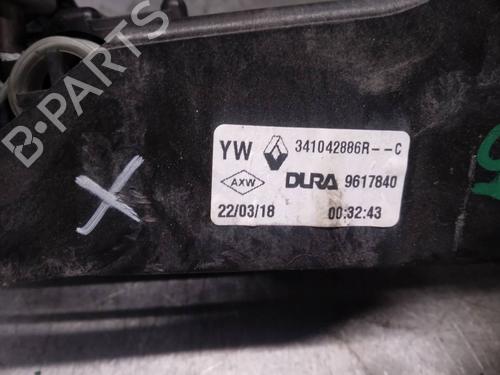 YW 341042886R--C
AXW DURA 9617840
22/03/18 00:32:43
B-PARTS